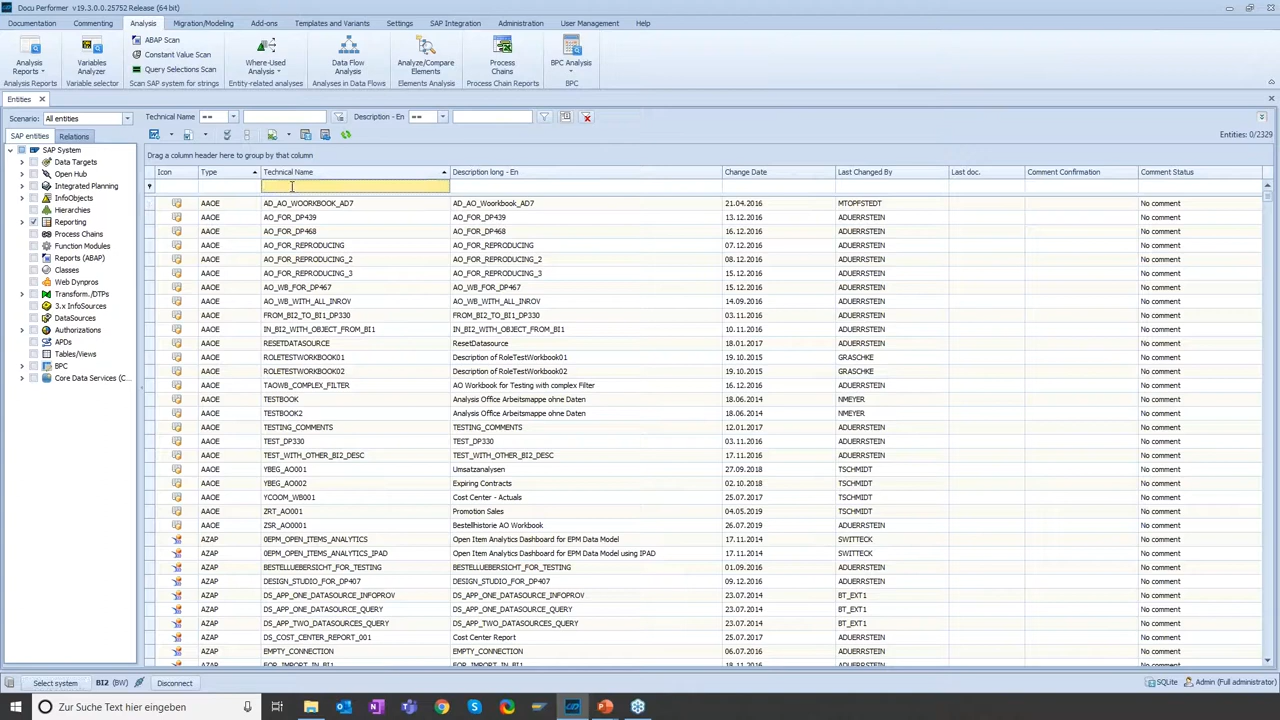 Docu Performer v19.3.0.0.25752 Release (64 bit)
Documentation Commenting Analysis Migration/Modeling Add-ons Templates and Variants Settings SAP Integration Administration User Management Help
Analysis Reports
Variables Analyzer
ABAP Scan
Constant Value Scan
Query Selections Scan
Where-Used Analysis
Data Flow Analysis
Analyze/Compare Elements
Process Chains
BPC Analysis
Analysis Reports Variable selector Scan SAP system for strings Entity-related analyses Analyses in Data Flows Elements Analysis Process Chain Reports BPC
Entities
Scenario: All entities
Technical Name == Description - En ==
SAP entities Relations
Entities: 0/2329
SAP System
Data Targets
Open Hub
Integrated Planning
InfoObjects
Hierarchies
Reporting
Process Chains
Function Modules
Reports (ABAP)
Classes
Web Dynpros
Transform./DTPs
3.x InfoSources
DataSources
Authorizations
APDs
Tables/Views
BPC
Core Data Services (C...
Drag a column header here to group by that column
Icon Type Technical Name Description long - En Change Date Last Changed By Last doc. Comment Confirmation Comment Status
AAOE AD_AO_WOORKBOOK_AD7 AD_AO_Woorkbook_AD7 21.04.2016 MTOPFSTEDT No comment
AAOE AO_FOR_DP439 AO_FOR_DP439 13.12.2016 ADUERRSTEIN No comment
AAOE AO_FOR_DP468 AO_FOR_DP468 16.12.2016 ADUERRSTEIN No comment
AAOE AO_FOR_REPRODUCING AO_FOR_REPRODUCING 07.12.2016 ADUERRSTEIN No comment
AAOE AO_FOR_REPRODUCING_2 AO_FOR_REPRODUCING_2 08.12.2016 ADUERRSTEIN No comment
AAOE AO_FOR_REPRODUCING_3 AO_FOR_REPRODUCING_3 15.12.2016 ADUERRSTEIN No comment
AAOE AO_WB_FOR_DP467 AO_WB_FOR_DP467 15.12.2016 ADUERRSTEIN No comment
AAOE AO_WB_WITH_ALL_INROV AO_WB_WITH_ALL_INROV 14.09.2016 ADUERRSTEIN No comment
AAOE FROM_BI2_TO_BI1_DP330 FROM_BI2_TO_BI1_DP330 03.11.2016 ADUERRSTEIN No comment
AAOE IN_BI2_WITH_OBJECT_FROM_BI1 IN_BI2_WITH_OBJECT_FROM_BI1 10.11.2016 ADUERRSTEIN No comment
AAOE RESETDATASOURCE ResetDatasource 18.01.2017 ADUERRSTEIN No comment
AAOE ROLETESTWORKBOOK01 Description of RoleTestWorkbook01 19.10.2015 GRASCHKE No comment
AAOE ROLETESTWORKBOOK02 Description of RoleTestWorkbook02 19.10.2015 GRASCHKE No comment
AAOE TAOWB_COMPLEX_FILTER AO Workbook for Testing with complex Filter 16.12.2016 ADUERRSTEIN No comment
AAOE TESTBOOK Analysis Office Arbeitsmappe ohne Daten 18.06.2014 NMEYER No comment
AAOE TESTBOOK2 Analysis Office Arbeitsmappe ohne Daten 18.06.2014 NMEYER No comment
AAOE TESTING_COMMENTS TESTING_COMMENTS 12.01.2017 ADUERRSTEIN No comment
AAOE TEST_DP330 TEST_DP330 03.11.2016 ADUERRSTEIN No comment
AAOE TEST_WITH_OTHER_BI2_DESC TEST_WITH_OTHER_BI2_DESC 17.11.2016 ADUERRSTEIN No comment
AAOE YBEG_AO001 Umsatzanalysen 27.09.2018 TSCHMIDT No comment
AAOE YBEG_AO002 Expiring Contracts 02.10.2018 TSCHMIDT No comment
AAOE YCOOM_WB001 Cost Center - Actuals 25.07.2017 TSCHMIDT No comment
AAOE ZRT_AO001 Promotion Sales 04.05.2019 TSCHMIDT No comment
AAOE ZSR_AO001 Bestellhistorie AO Workbook 26.07.2019 ADUERRSTEIN No comment
AZAP 0EPM_OPEN_ITEMS_ANALYTICS Open Item Analytics Dashboard for EPM Data Model 17.11.2014 SWITTECK No comment
AZAP 0EPM_OPEN_ITEMS_ANALYTICS_IPAD Open Item Analytics Dashboard for EPM Data Model using IPAD 17.11.2014 SWITTECK No comment
AZAP BESTELLUEBERSICHT_FOR_TESTING BESTELLUEBERSICHT_FOR_TESTING 01.09.2016 ADUERRSTEIN No comment
AZAP DESIGN_STUDIO_FOR_DP407 DESIGN_STUDIO_FOR_DP407 09.12.2016 ADUERRSTEIN No comment
AZAP DS_APP_ONE_DATASOURCE_INFOPROV DS_APP_ONE_DATASOURCE_INFOPROV 23.07.2014 BT_EXT1 No comment
AZAP DS_APP_ONE_DATASOURCE_QUERY DS_APP_ONE_DATASOURCE_QUERY 23.07.2014 BT_EXT1 No comment
AZAP DS_APP_TWO_DATASOURCES_QUERY DS_APP_TWO_DATASOURCES_QUERY 23.07.2014 BT_EXT1 No comment
AZAP DS_COST_CENTER_REPORT_001 Cost Center Report 25.07.2017 ADUERRSTEIN No comment
AZAP EMPTY_CONNECTION EMPTY_CONNECTION 06.07.2016 ADUERRSTEIN No comment
AZAP FOR_IMPORT_IN_BI1 FOR_IMPORT_IN_BI1 18.11.2016 ADUERRSTEIN No comment
Select system BI2 (BW) Disconnect SQLite Admin (Full administrator)
Zur Suche Text hier eingeben